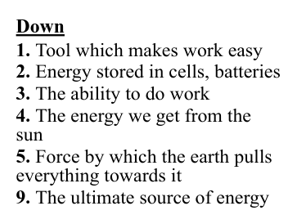 Down
1. Tool which makes work easy
2. Energy stored in cells, batteries
3. The ability to do work
4. The energy we get from the
sun
5. Force by which the earth pulls
everything towards it
9. The ultimate source of energy